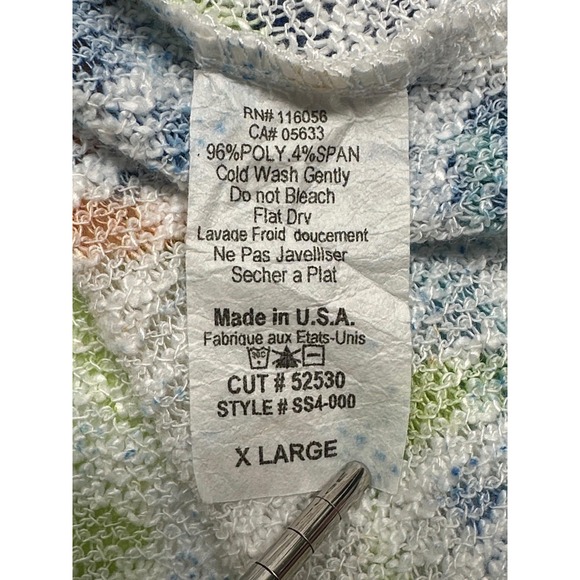 RN# 116056
CA# 05633
96%POLY,4%SPAN
Cold Wash Gently
Do not Bleach
Flat Dry
Lavage Froid doucement
Ne Pas Javelliser
Secher a Plat
Made in U.S.A.
Fabrique aux Etats-Unis
CUT # 52530
STYLE # SS4-000
X LARGE